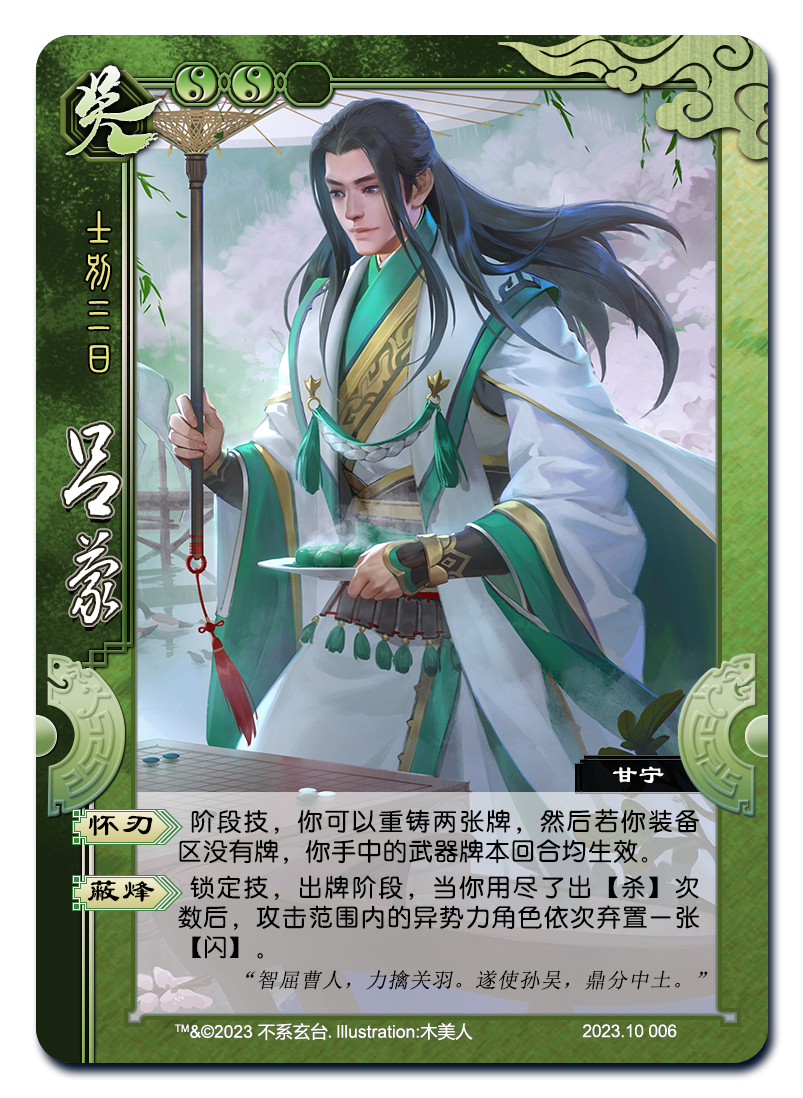 士别三日
吕蒙
甘宁
怀刃
阶段技，你可以重铸两张牌，然后若你装备
区没有牌，你手中的武器牌本回合均生效。
蔽烽
锁定技，出牌阶段，当你用尽了出【杀】次
数后，攻击范围内的异势力角色依次弃置一张
【闪】。
“智屈曹人，力擒关羽。遂使孙吴，鼎分中土。”
™&©2023 不系玄台. Illustration:木美人
2023.10 006